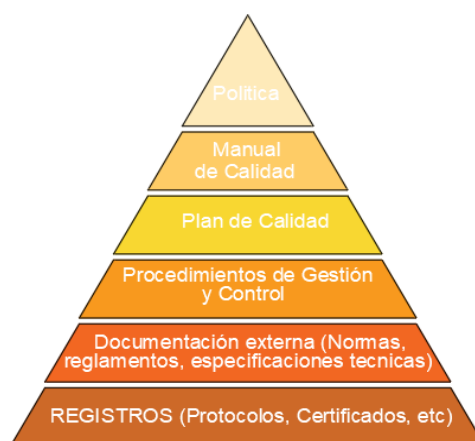 Política
Manual
de Calidad
Plan de Calidad
Procedimientos de Gestión
y Control
Documentación externa (Normas,
reglamentos, especificaciones tecnicas)
REGISTROS (Protocolos, Certificados, etc)